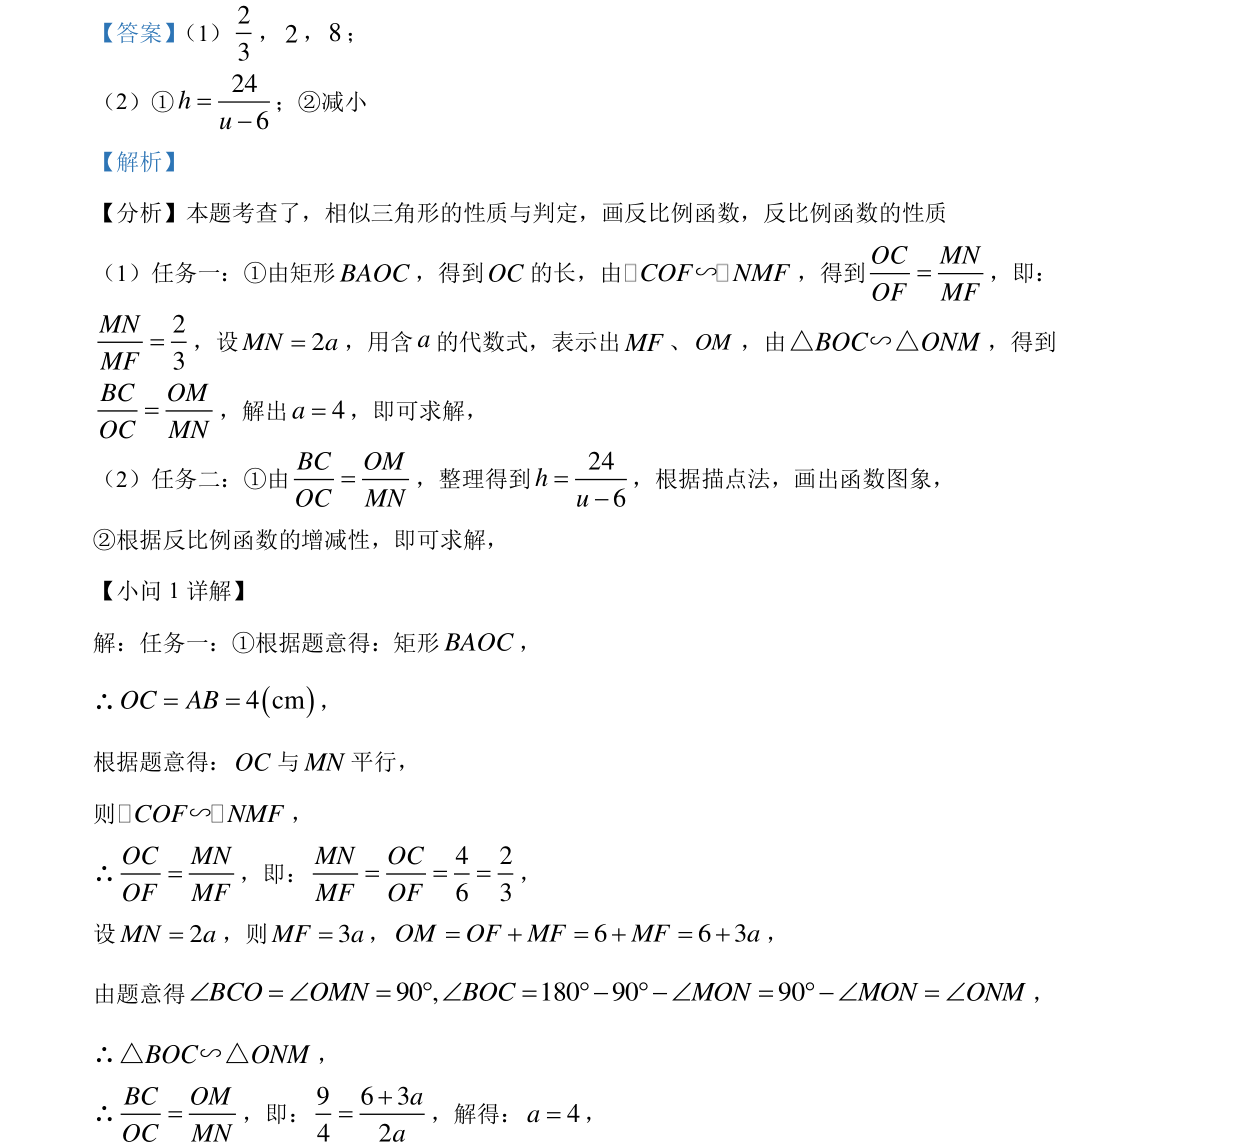 【答案】（1）2/3，2，8；
（2）①h = 24/(u−6)；②减小
【解析】
【分析】本题考查了，相似三角形的性质与判定，画反比例函数，反比例函数的性质
（1）任务一：①由矩形BAOC，得到OC的长，由□COF∽□NMF，得到OC/OF = MN/MF，即：
MN/MF = 2/3，设MN = 2a，用含a的代数式，表示出MF、OM，由△BOC∽△ONM，得到
BC/OC = OM/MN，解出a = 4，即可求解，
（2）任务二：①由BC/OC = OM/MN，整理得到h = 24/(u−6)，根据描点法，画出函数图象，
②根据反比例函数的增减性，即可求解，
【小问1详解】
解：任务一：①根据题意得：矩形BAOC，
∴OC = AB = 4(cm)，
根据题意得：OC与MN平行，
则□COF∽□NMF，
∴OC/OF = MN/MF，即：MN/MF = OC/OF = 4/6 = 2/3，
设MN = 2a，则MF = 3a，OM = OF + MF = 6 + MF = 6 + 3a，
由题意得∠BCO = ∠OMN = 90°,∠BOC = 180° − 90° − ∠MON = 90° − ∠MON = ∠ONM，
∴△BOC∽△ONM，
∴BC/OC = OM/MN，即：9/4 = (6 + 3a)/2a，解得：a = 4，